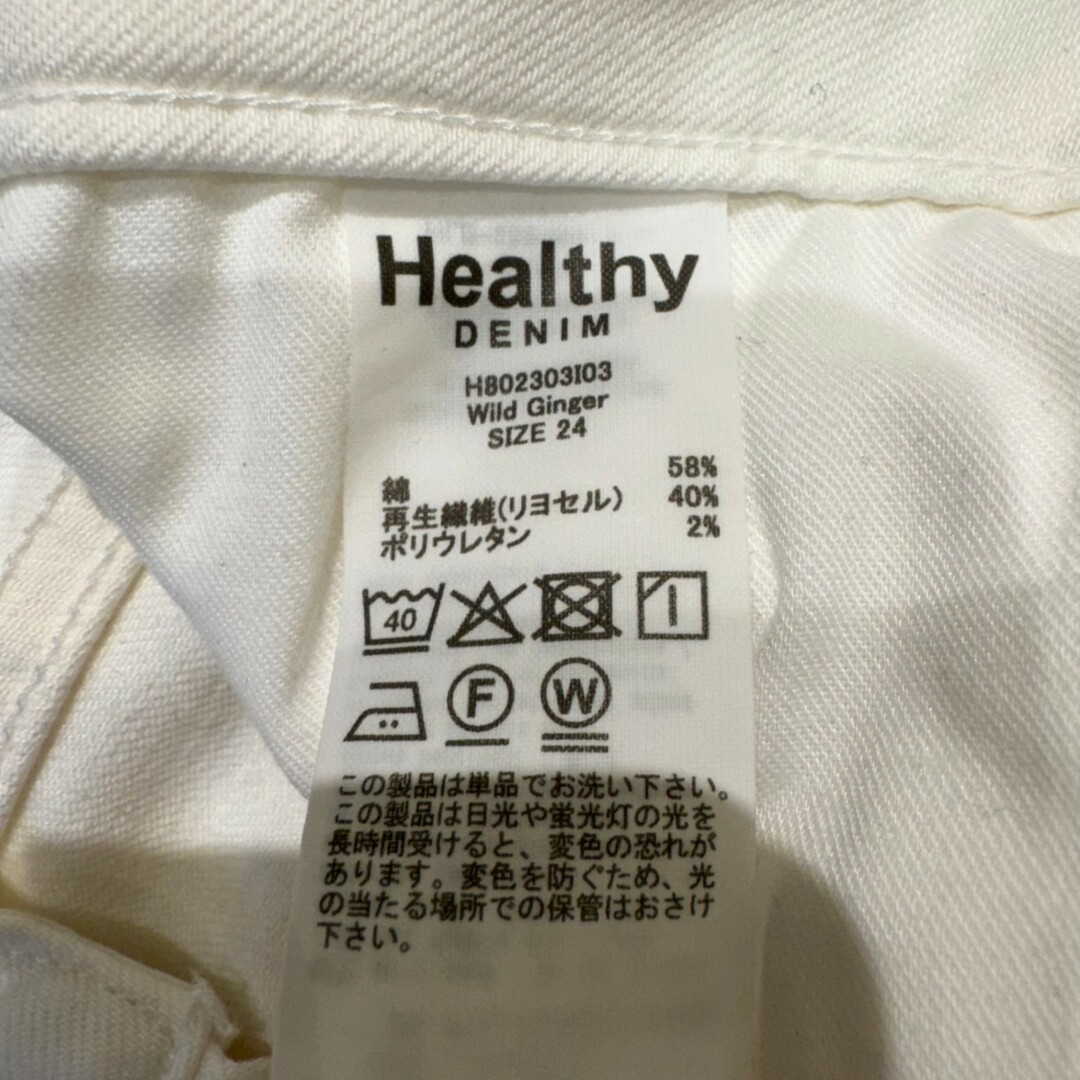 Healthy
DENIM
H802303I03
Wild Ginger
SIZE 24
綿 58%
再生繊維(リヨセル) 40%
ポリウレタン 2%
40
F W
この製品は単品でお洗い下さい。
この製品は日光や蛍光灯の光を
長時間受けると、変色の恐れが
あります。変色を防ぐため、光
の当たる場所での保管はおさけ
下さい。